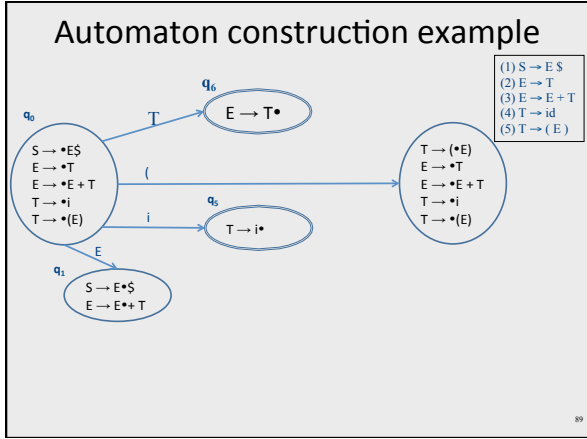 Automaton construction example
(1) S → E $
(2) E → T
(3) E → E + T
(4) T → id
(5) T → ( E )
q6
E → T•
q0
T
S → •E$
E → •T
E → •E + T
T → •i
T → •(E)
(
T → (•E)
E → •T
E → •E + T
T → •i
T → •(E)
q5
i
T → i•
E
q1
S → E•$
E → E•+ T
89